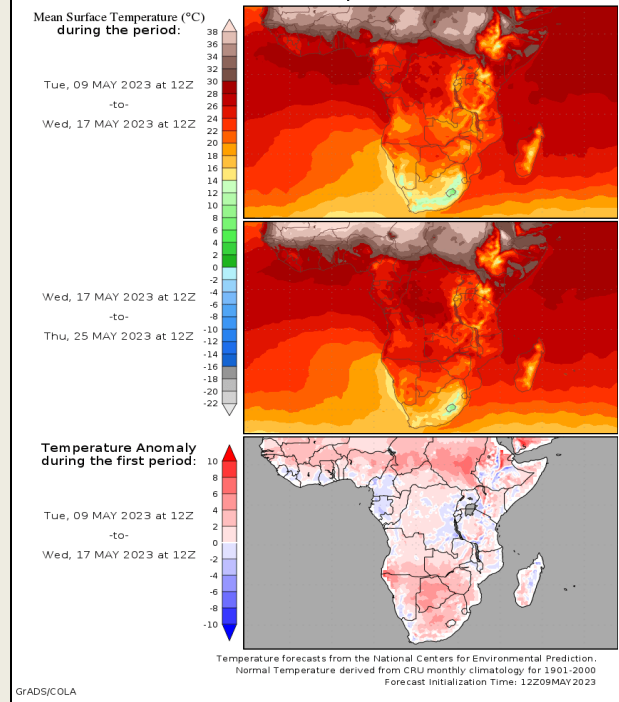 Mean Surface Temperature (°C)
during the period:
38
36
34
32
30
28
26
24
22
20
18
16
14
12
10
8
6
4
2
0
-2
-4
-6
-8
-10
-12
-14
-16
-18
-20
-22
Tue, 09 MAY 2023 at 12Z
-to-
Wed, 17 MAY 2023 at 12Z
Wed, 17 MAY 2023 at 12Z
-to-
Thu, 25 MAY 2023 at 12Z
Temperature Anomaly
during the first period:
10
8
6
4
2
0
-2
-4
-6
-8
-10
Tue, 09 MAY 2023 at 12Z
-to-
Wed, 17 MAY 2023 at 12Z
Temperature forecasts from the National Centers for Environmental Prediction.
Normal Temperature derived from CRU monthly climatology for 1901-2000
Forecast Initialization Time: 12Z09MAY2023
GrADS/COLA